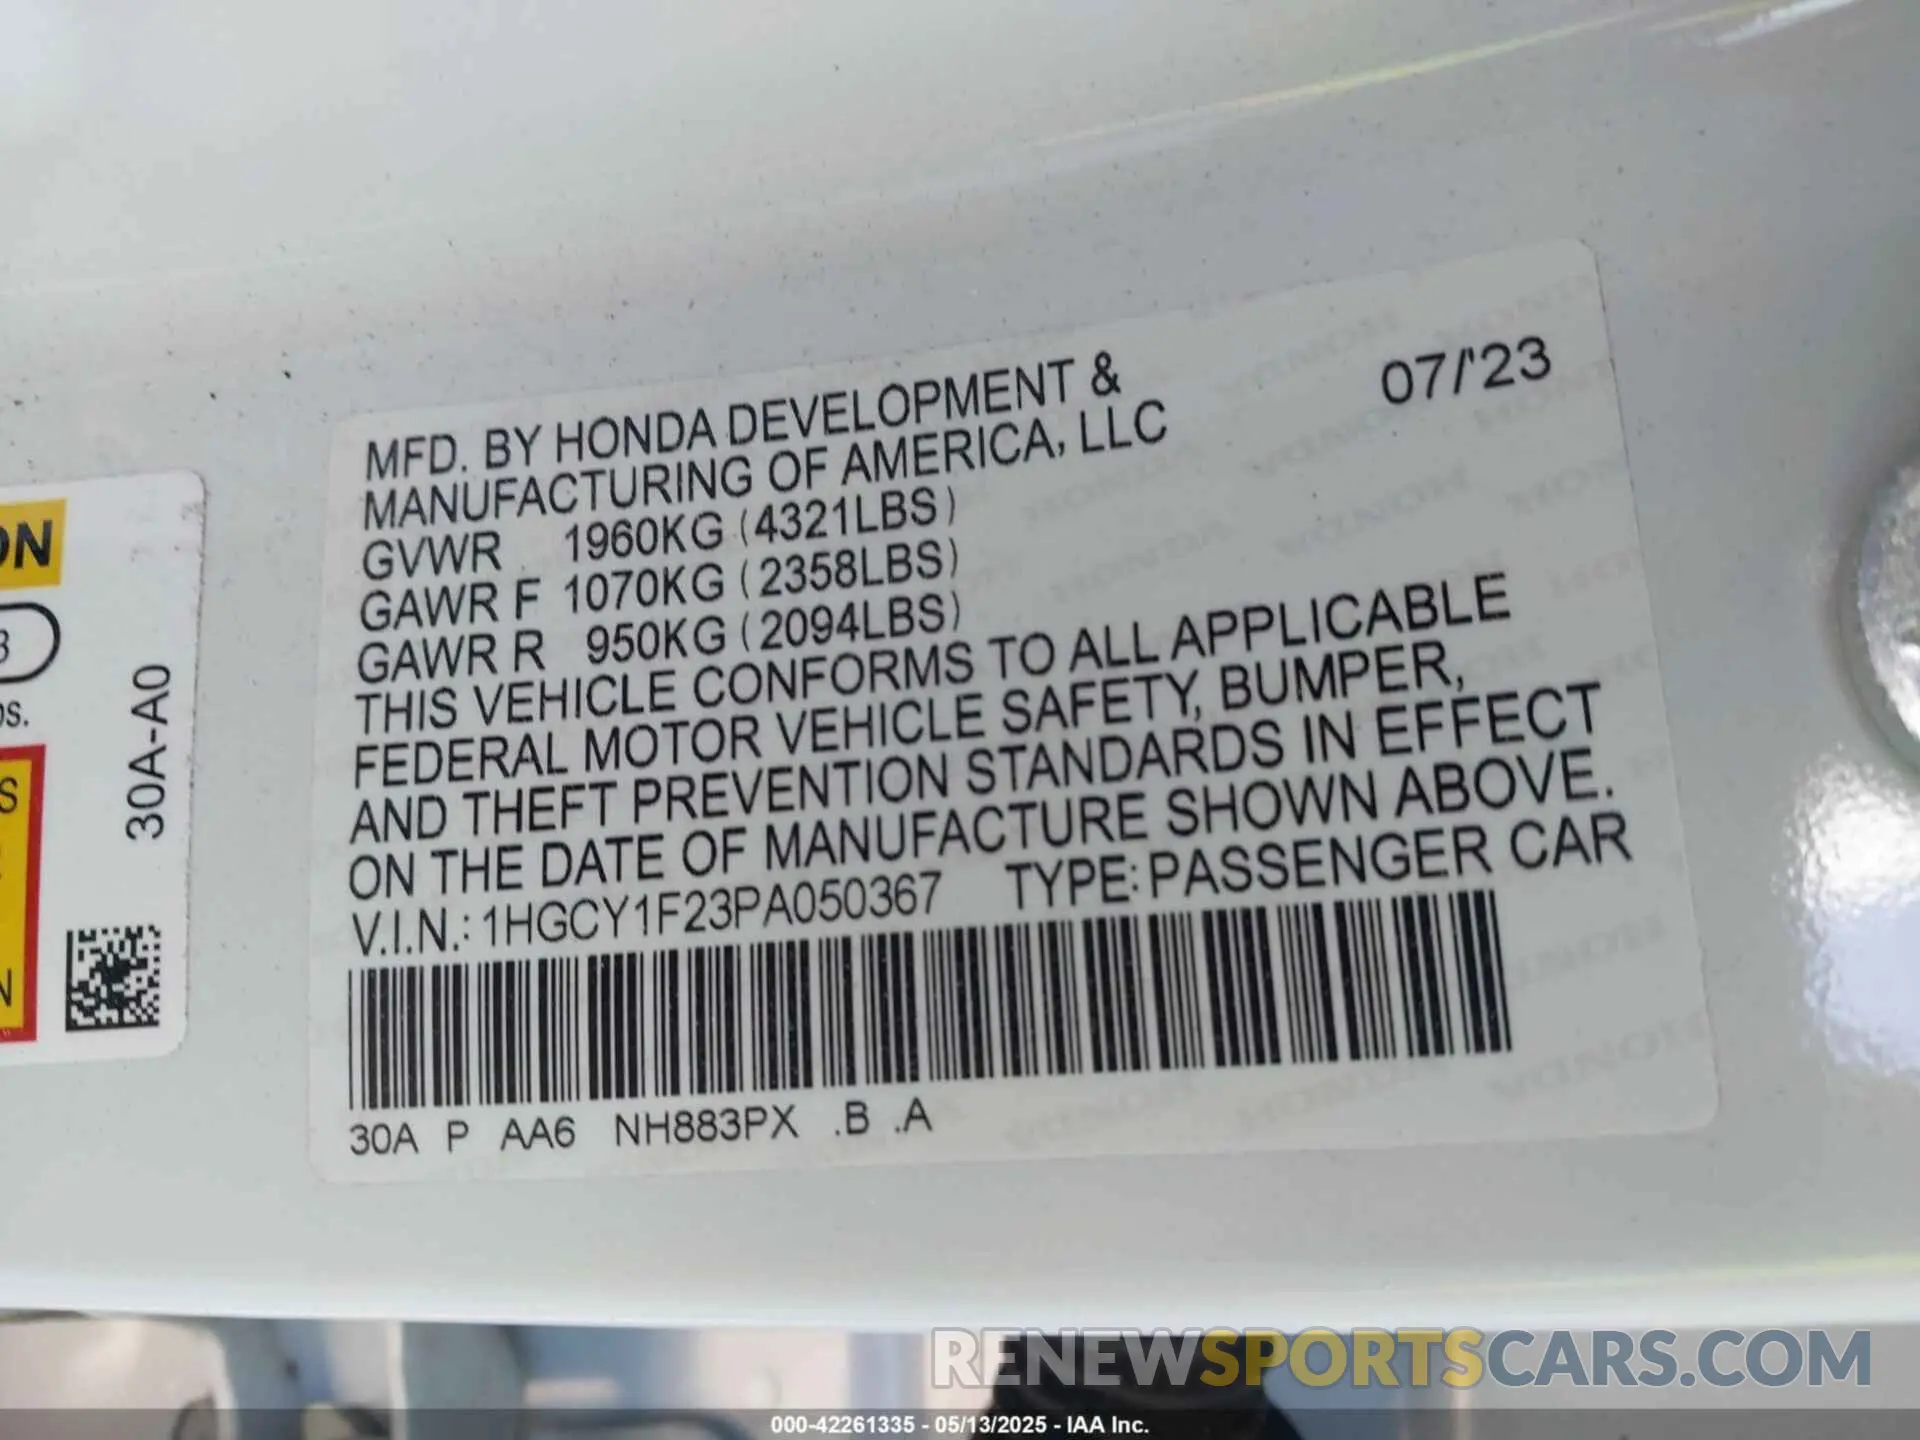 MFD. BY HONDA DEVELOPMENT & 07/'23
MANUFACTURING OF AMERICA, LLC
GVWR 1960KG (4321LBS)
GAWR F 1070KG (2358LBS)
GAWR R 950KG (2094LBS)
THIS VEHICLE CONFORMS TO ALL APPLICABLE
FEDERAL MOTOR VEHICLE SAFETY, BUMPER,
AND THEFT PREVENTION STANDARDS IN EFFECT
ON THE DATE OF MANUFACTURE SHOWN ABOVE.
V.I.N.: 1HGCY1F23PA050367 TYPE: PASSENGER CAR
30A P AA6 NH883PX .B .A
30A-A0
RENEWSPORTSCARS.COM
000-42261335 - 05/13/2025 - IAA Inc.